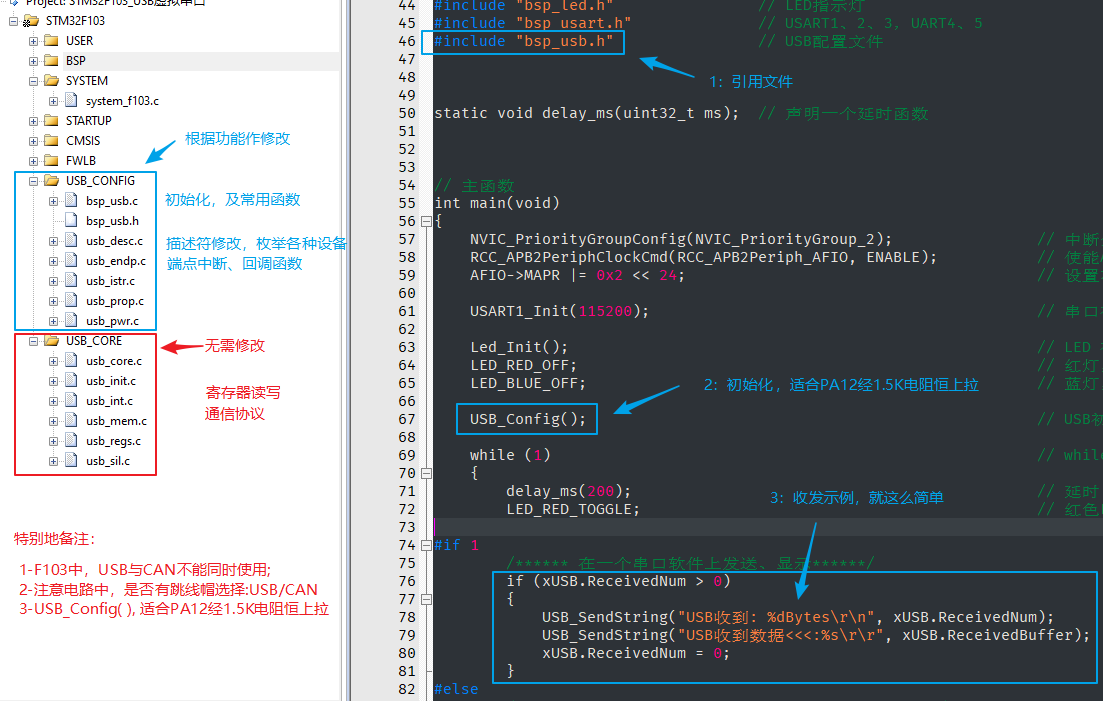 Project: STM32F103_USB虚拟串口
STM32F103
USER
BSP
SYSTEM
system_f103.c
STARTUP
CMSIS
FWLB
USB_CONFIG
bsp_usb.c
bsp_usb.h
usb_desc.c
usb_endp.c
usb_istr.c
usb_prop.c
usb_pwr.c
USB_CORE
usb_core.c
usb_init.c
usb_int.c
usb_mem.c
usb_regs.c
usb_sil.c
根据功能作修改
初始化，及常用函数
描述符修改，枚举各种设备
端点中断、回调函数
无需修改
寄存器读写
通信协议
特别地备注：
1-F103中，USB与CAN不能同时使用;
2-注意电路中，是否有跳线帽选择:USB/CAN
3-USB_Config( ), 适合PA12经1.5K电阻恒上拉
44 #include "bsp_led.h" // LED指示灯
45 #include "bsp_usart.h" // USART1、2、3，UART4、5
46 #include "bsp_usb.h" // USB配置文件
47
1：引用文件
48
49
50 static void delay_ms(uint32_t ms); // 声明一个延时函数
51
52
53
54 // 主函数
55 int main(void)
56 {
57 NVIC_PriorityGroupConfig(NVIC_PriorityGroup_2); // 中断
58 RCC_APB2PeriphClockCmd(RCC_APB2Periph_AFIO, ENABLE); // 使能
59 AFIO->MAPR |= 0x2 << 24; // 设置
60
61 USART1_Init(115200); // 串口
62
63 Led_Init(); // LED
64 LED_RED_OFF; // 红灯
65 LED_BLUE_OFF; // 蓝灯
2：初始化，适合PA12经1.5K电阻恒上拉
66
67 USB_Config(); // USB初
68
69 while (1) // while
70 {
71 delay_ms(200); // 延时
72 LED_RED_TOGGLE; // 红色
3：收发示例，就这么简单
73
74 #if 1
75 /****** 在一个串口软件上发送、显示******/
76 if (xUSB.ReceivedNum > 0)
77 {
78 USB_SendString("USB收到: %dBytes\r\n", xUSB.ReceivedNum);
79 USB_SendString("USB收到数据<<<:%s\r\r", xUSB.ReceivedBuffer);
80 xUSB.ReceivedNum = 0;
81 }
82 #else